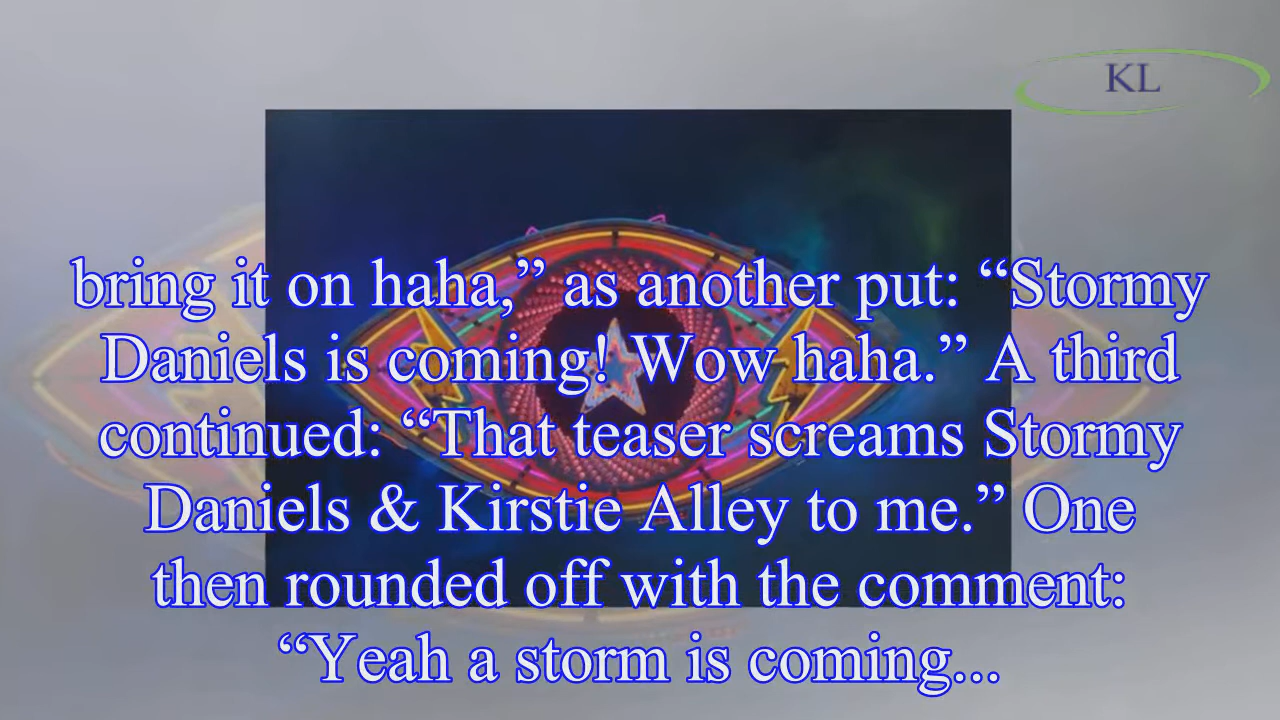 KL
bring it on haha,” as another put: “Stormy
Daniels is coming! Wow haha.” A third
continued: “That teaser screams Stormy
Daniels & Kirstie Alley to me.” One
then rounded off with the comment:
“Yeah a storm is coming...